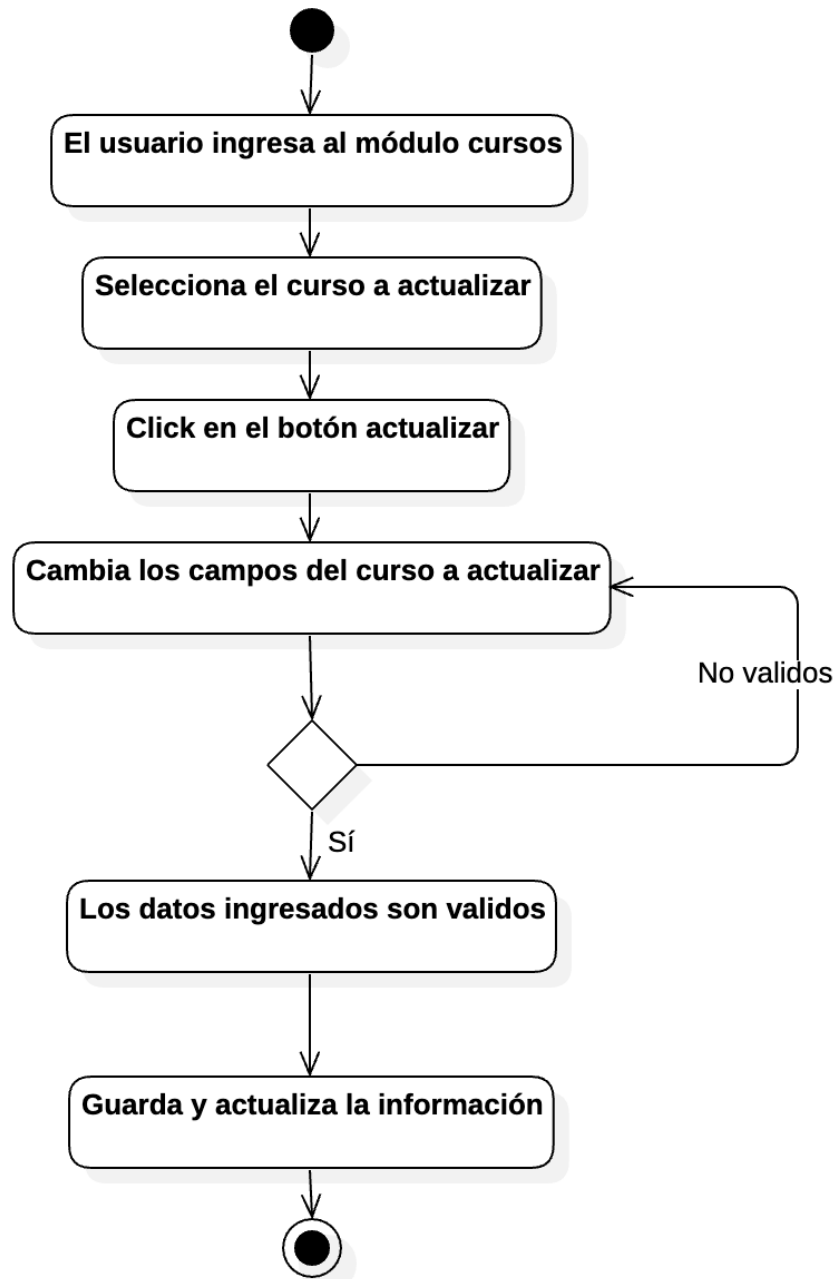 El usuario ingresa al módulo cursos
Selecciona el curso a actualizar
Click en el botón actualizar
Cambia los campos del curso a actualizar
No validos
Sí
Los datos ingresados son validos
Guarda y actualiza la información